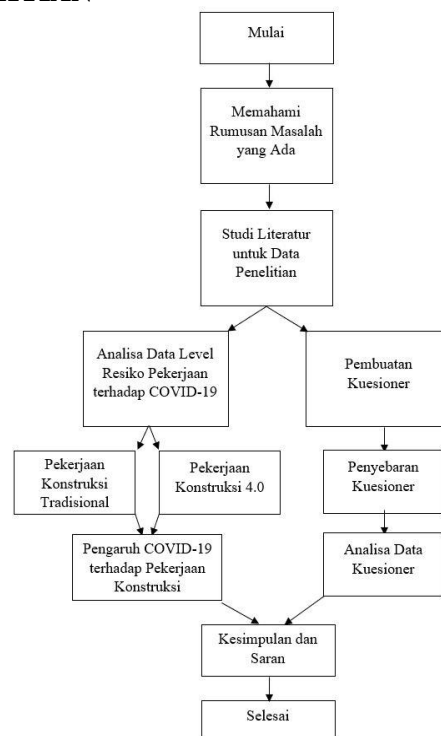 Mulai
Memahami
Rumusan Masalah
yang Ada
Studi Literatur
untuk Data
Penelitian
Analisa Data Level
Resiko Pekerjaan
terhadap COVID-19
Pembuatan
Kuesioner
Pekerjaan
Konstruksi
Tradisional
Pekerjaan
Konstruksi 4.0
Penyebaran
Kuesioner
Pengaruh COVID-19
terhadap Pekerjaan
Konstruksi
Analisa Data
Kuesioner
Kesimpulan dan
Saran
Selesai